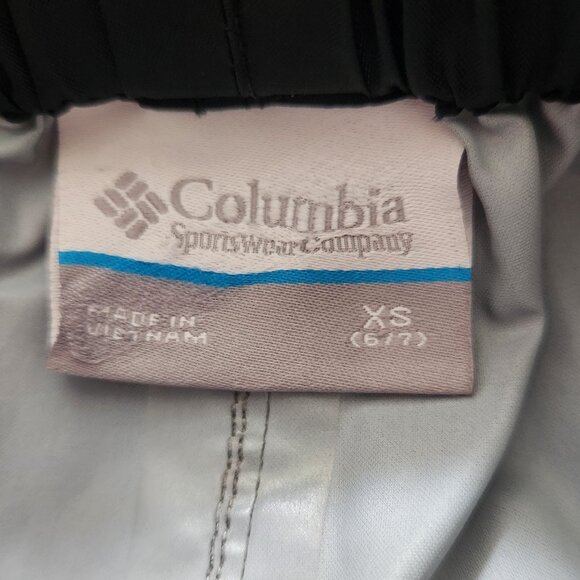 Columbia
Sportswear Company
MADE IN
VIETNAM
XS
(6/7)